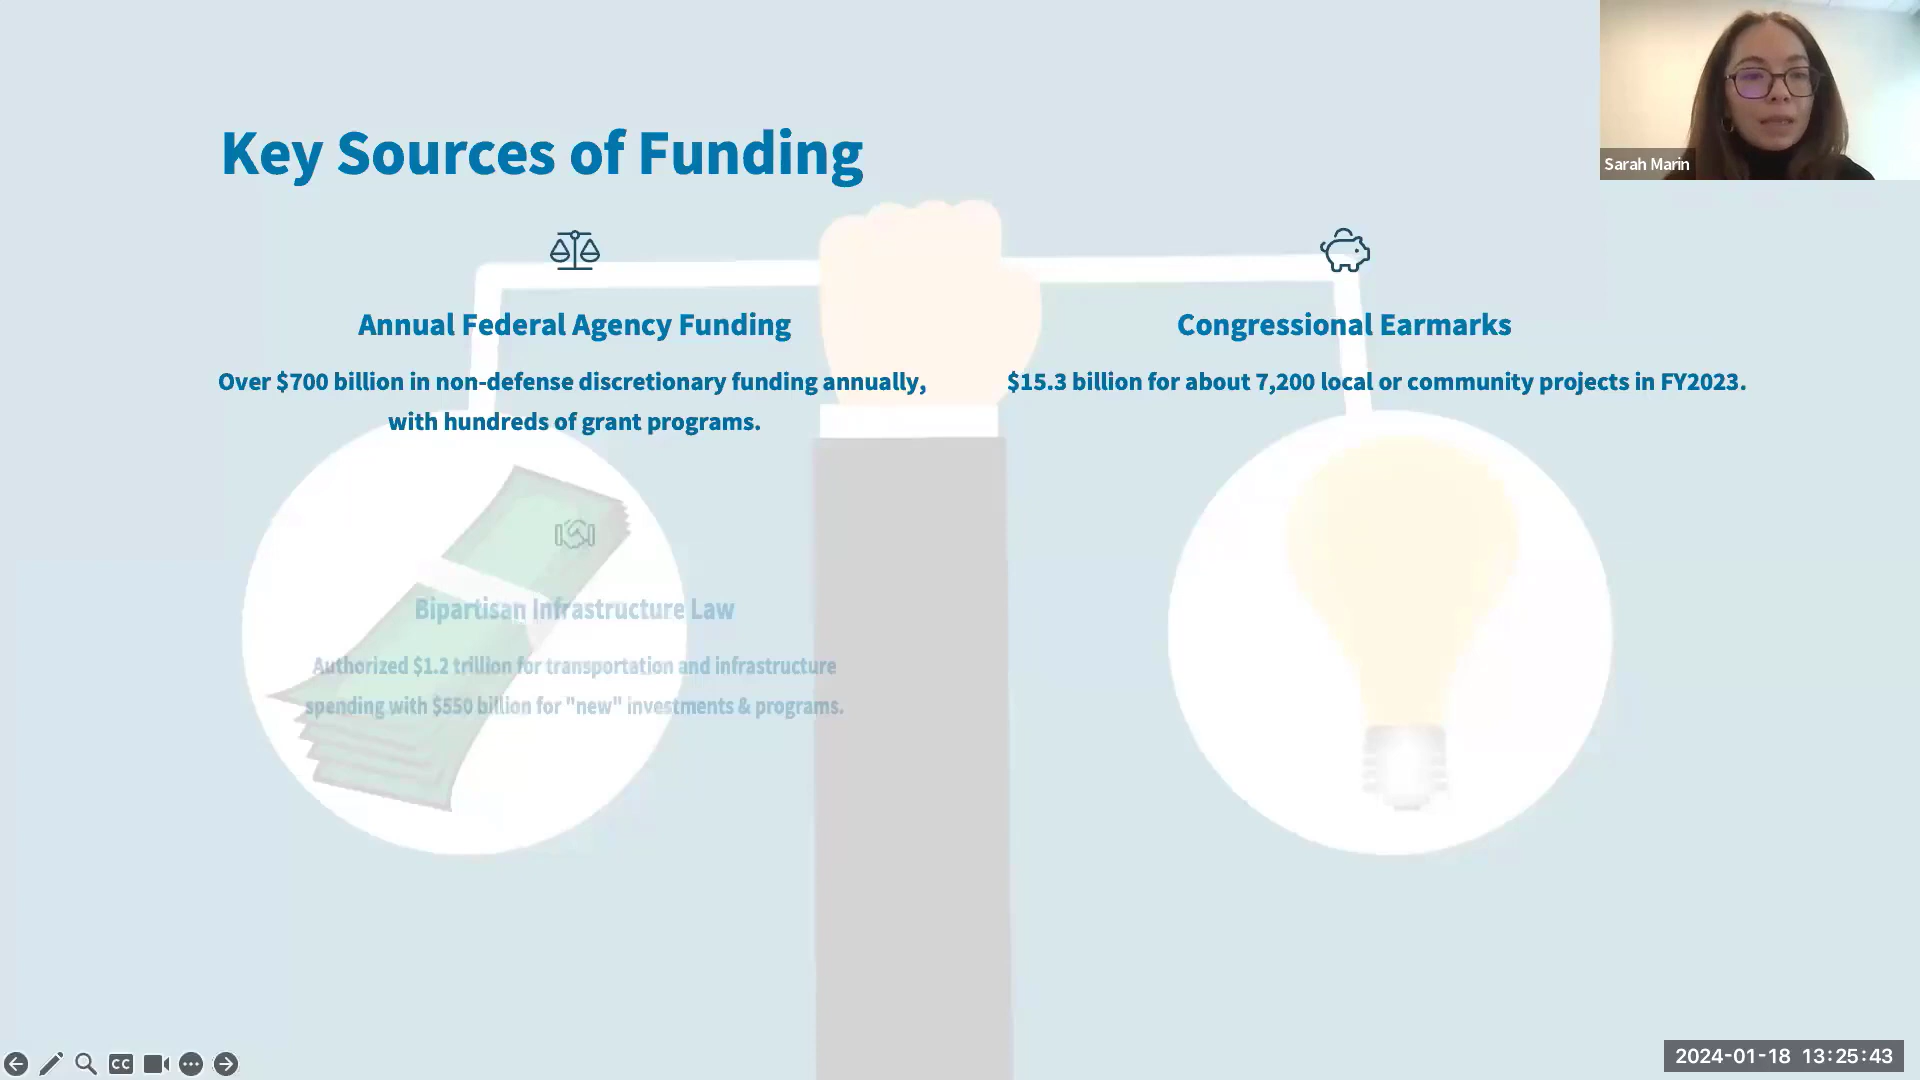 Key Sources of Funding
Sarah Marin
Annual Federal Agency Funding
Over $700 billion in non-defense discretionary funding annually,
with hundreds of grant programs.
Congressional Earmarks
$15.3 billion for about 7,200 local or community projects in FY2023.
Bipartisan Infrastructure Law
Authorized $1.2 trillion for transportation and infrastructure
spending with $550 billion for "new" investments & programs.
CC
2024-01-18 13:25:43